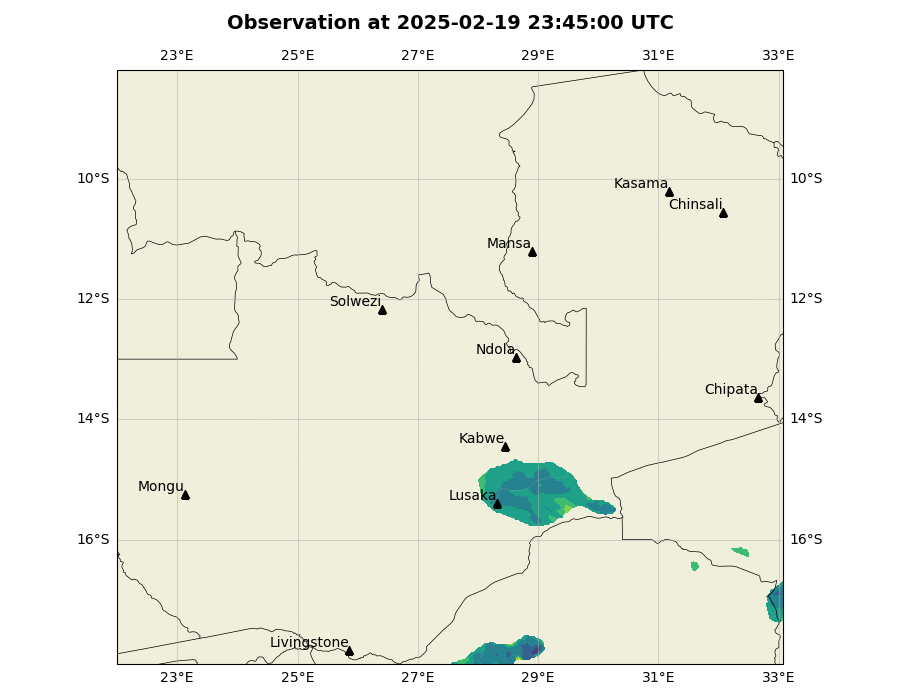 Observation at 2025-02-19 23:45:00 UTC
23°E 25°E 27°E 29°E 31°E 33°E
10°S 10°S
Kasama
Chinsali
Mansa
12°S 12°S
Solwezi
Ndola
Chipata
14°S 14°S
Kabwe
Mongu
Lusaka
16°S 16°S
Livingstone
23°E 25°E 27°E 29°E 31°E 33°E